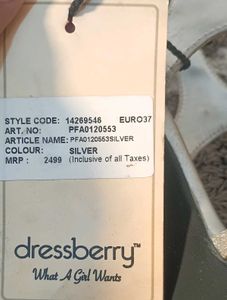 STYLE CODE: 14269546 EURO37
ART. NO: PFA0120553
ARTICLE NAME: PFA0120553SILVER
COLOUR: SILVER
MRP : 2499 (Inclusive of all Taxes)
dressberry™
What A Girl Wants